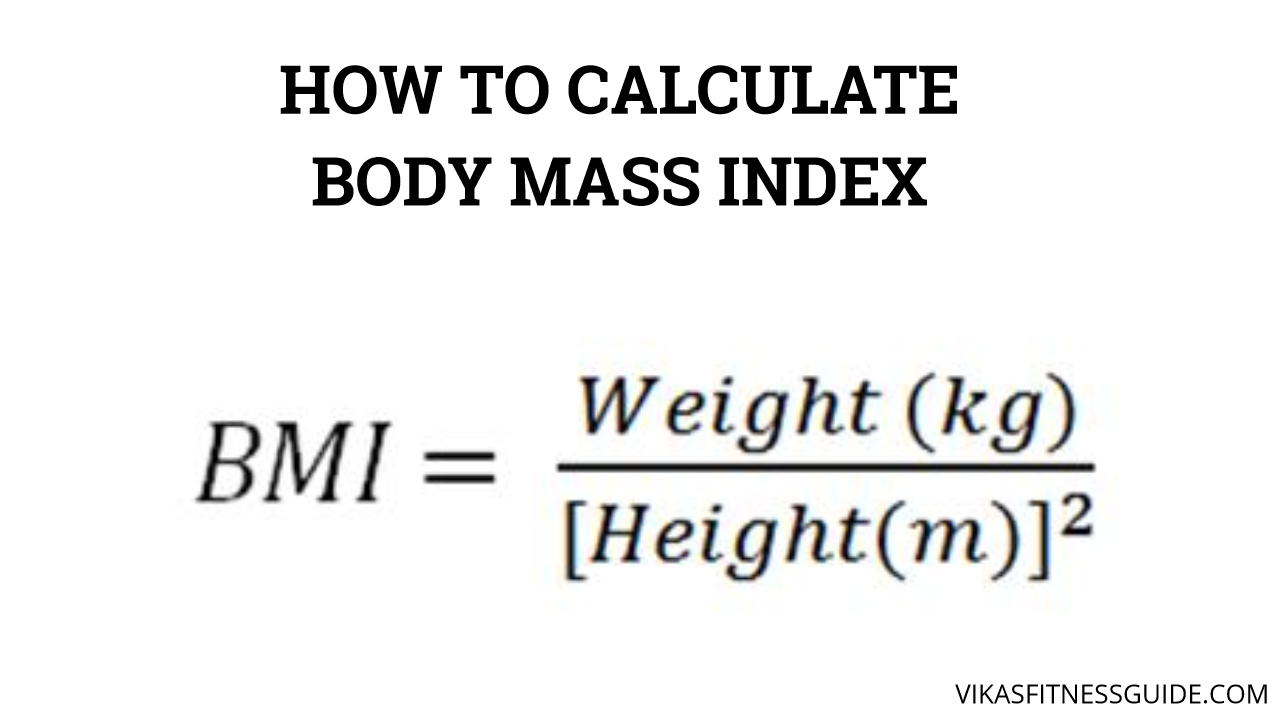 HOW TO CALCULATE
BODY MASS INDEX
BMI = Weight (kg) / [Height(m)]²
VIKASFITNESSGUIDE.COM